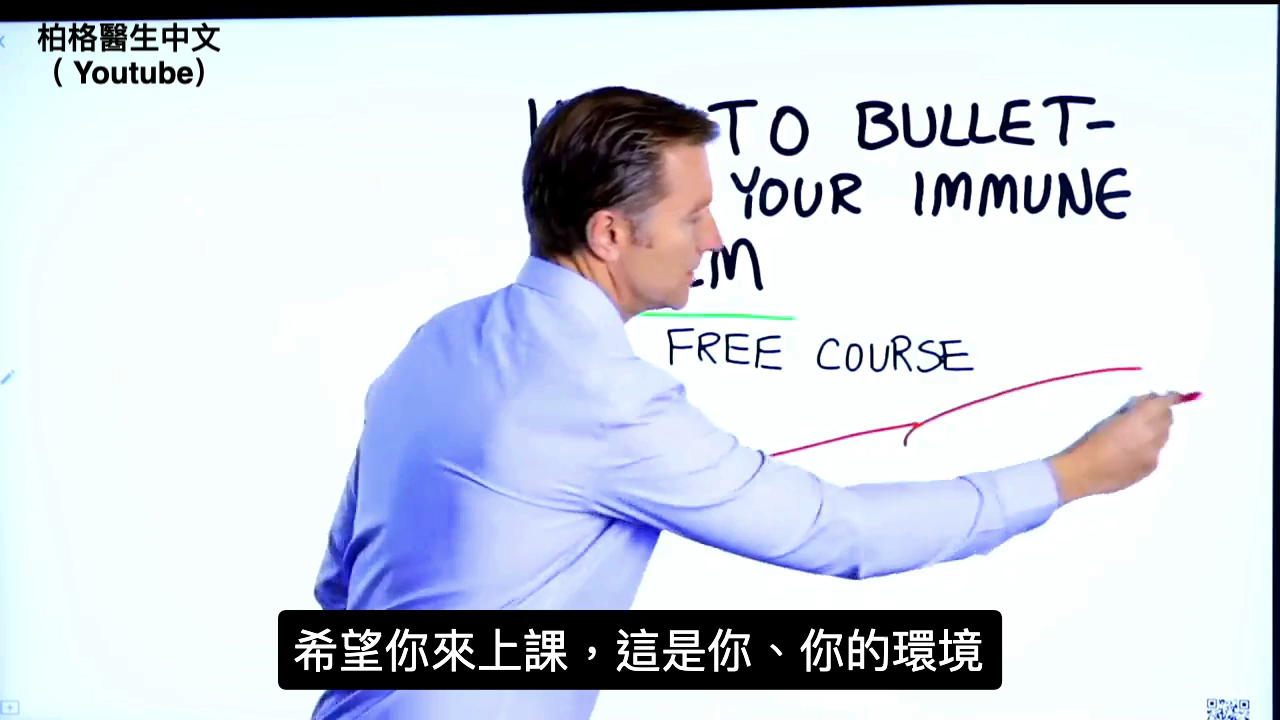 柏格醫生中文
（Youtube）
TO BULLET-
YOUR IMMUNE
FREE COURSE
希望你來上課，這是你、你的環境